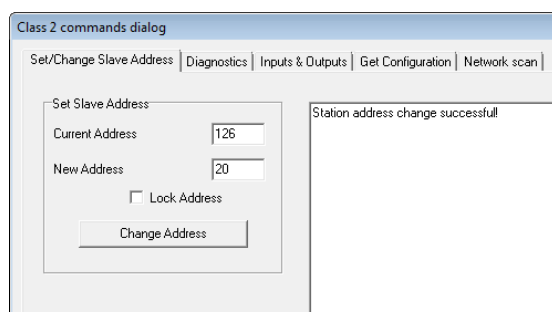 Class 2 commands dialog
Set/Change Slave Address Diagnostics Inputs & Outputs Get Configuration Network scan
Set Slave Address
Current Address 126
New Address 20
Lock Address
Change Address
Station address change successful!